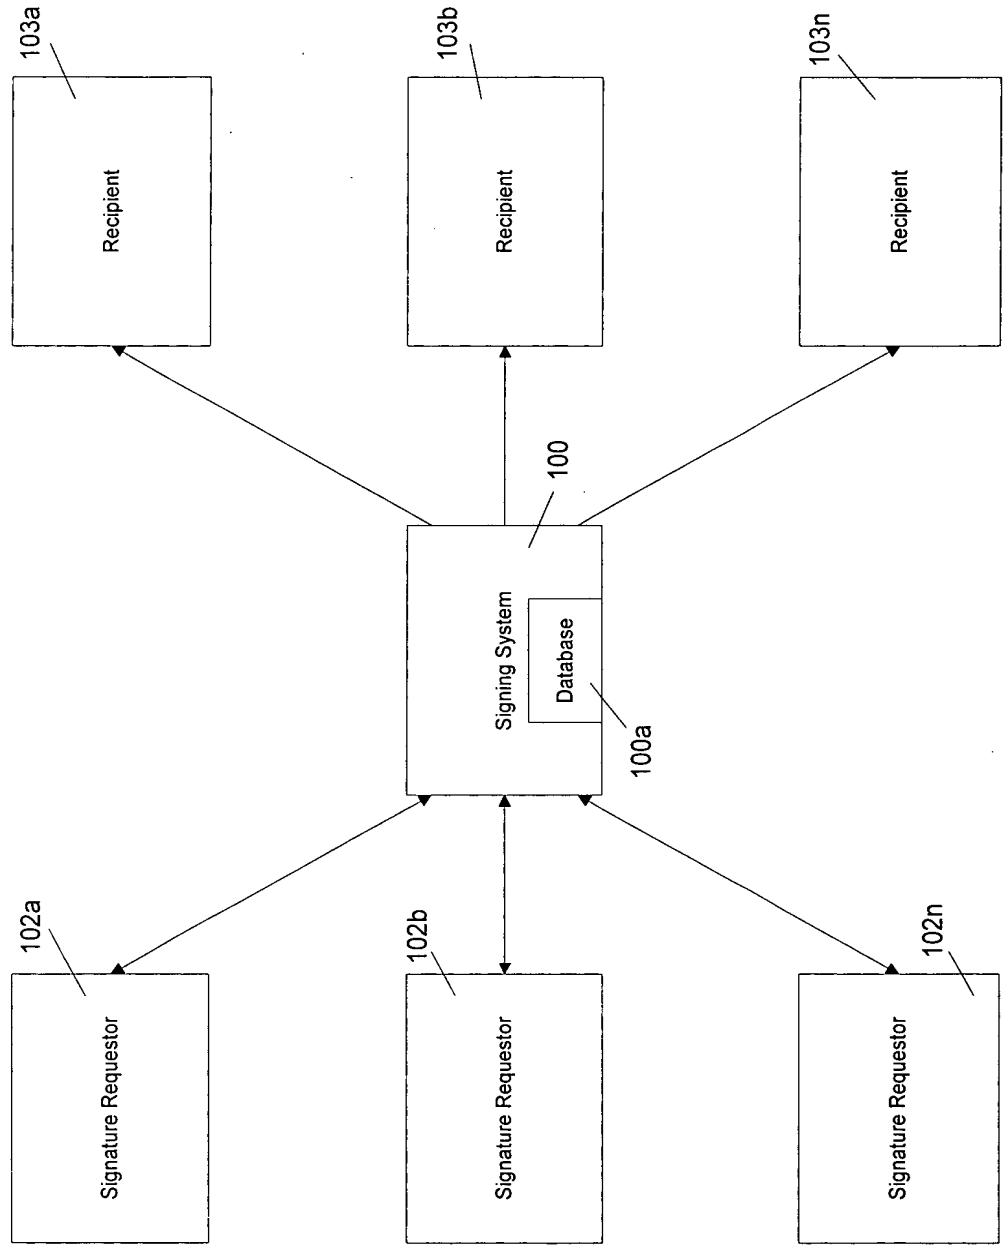 102a
Signature Requestor
102b
Signature Requestor
102n
Signature Requestor
100
Signing System
Database
100a
103a
Recipient
103b
Recipient
103n
Recipient